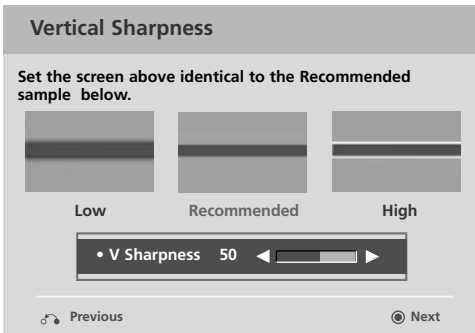 Vertical Sharpness
Set the screen above identical to the Recommended
sample below.
Low Recommended High
• V Sharpness 50
Previous Next